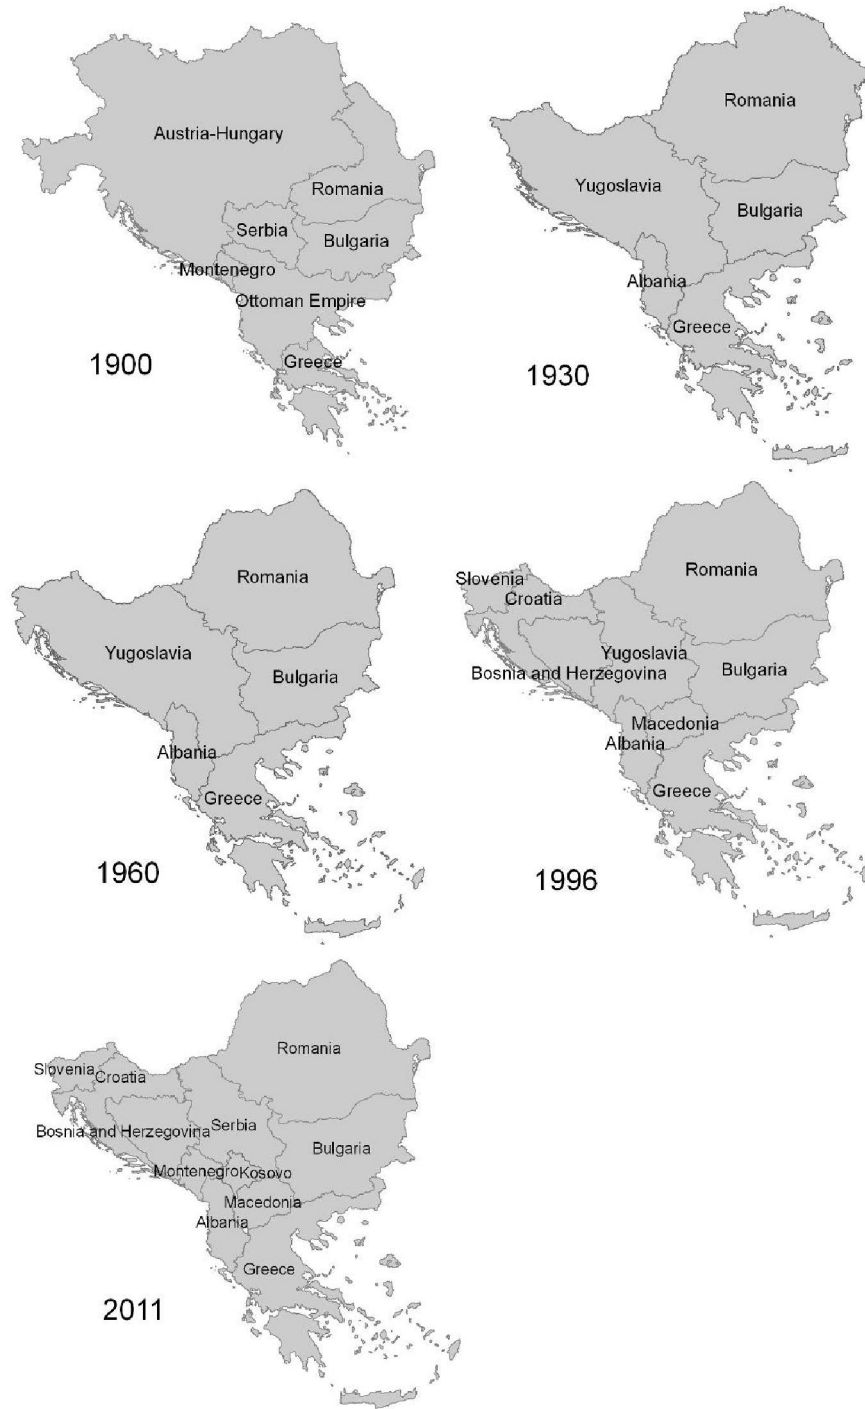 Austria-Hungary
Romania
Serbia
Bulgaria
Montenegro
Ottoman Empire
Greece
1900
Romania
Yugoslavia
Bulgaria
Albania
Greece
1930
Romania
Yugoslavia
Bulgaria
Albania
Greece
1960
Romania
Slovenia
Croatia
Yugoslavia
Bosnia and Herzegovina
Bulgaria
Macedonia
Albania
Greece
1996
Romania
Slovenia
Croatia
Serbia
Bosnia and Herzegovina
Bulgaria
Montenegro
Kosovo
Macedonia
Albania
Greece
2011